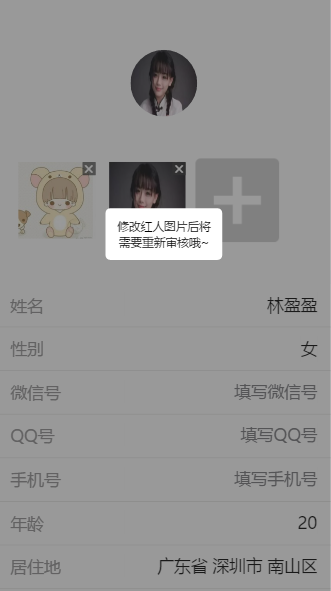 修改红人图片后将
需要重新审核哦~
姓名 林盈盈
性别 女
微信号 填写微信号
QQ号 填写QQ号
手机号 填写手机号
年龄 20
居住地 广东省 深圳市 南山区